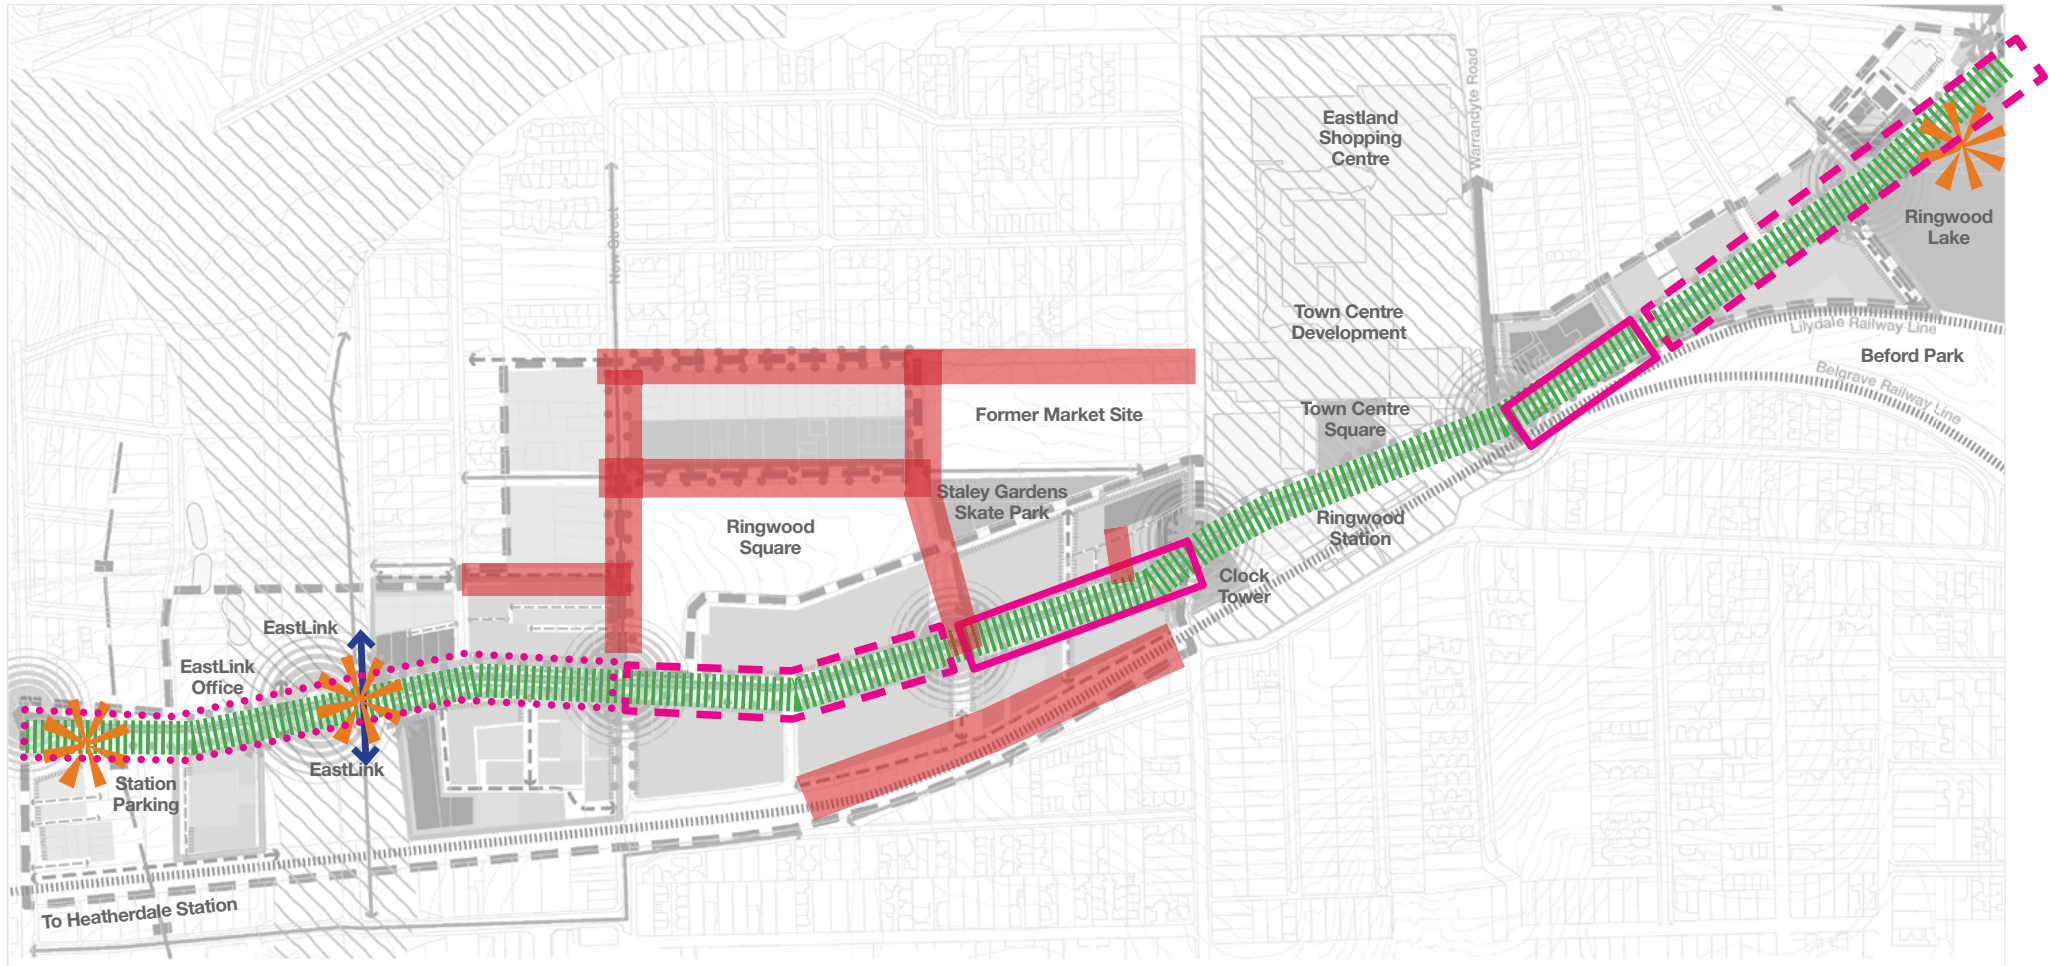 Eastland
Shopping
Centre
Warrandyte Road
Ringwood
Lake
New Street
Town Centre
Development
Lilydale Railway Line
Beford Park
Belgrave Railway Line
Former Market Site
Town Centre
Square
Staley Gardens
Skate Park
Ringwood
Square
Ringwood
Station
Clock
Tower
EastLink
EastLink
Office
EastLink
Station
Parking
To Heatherdale Station